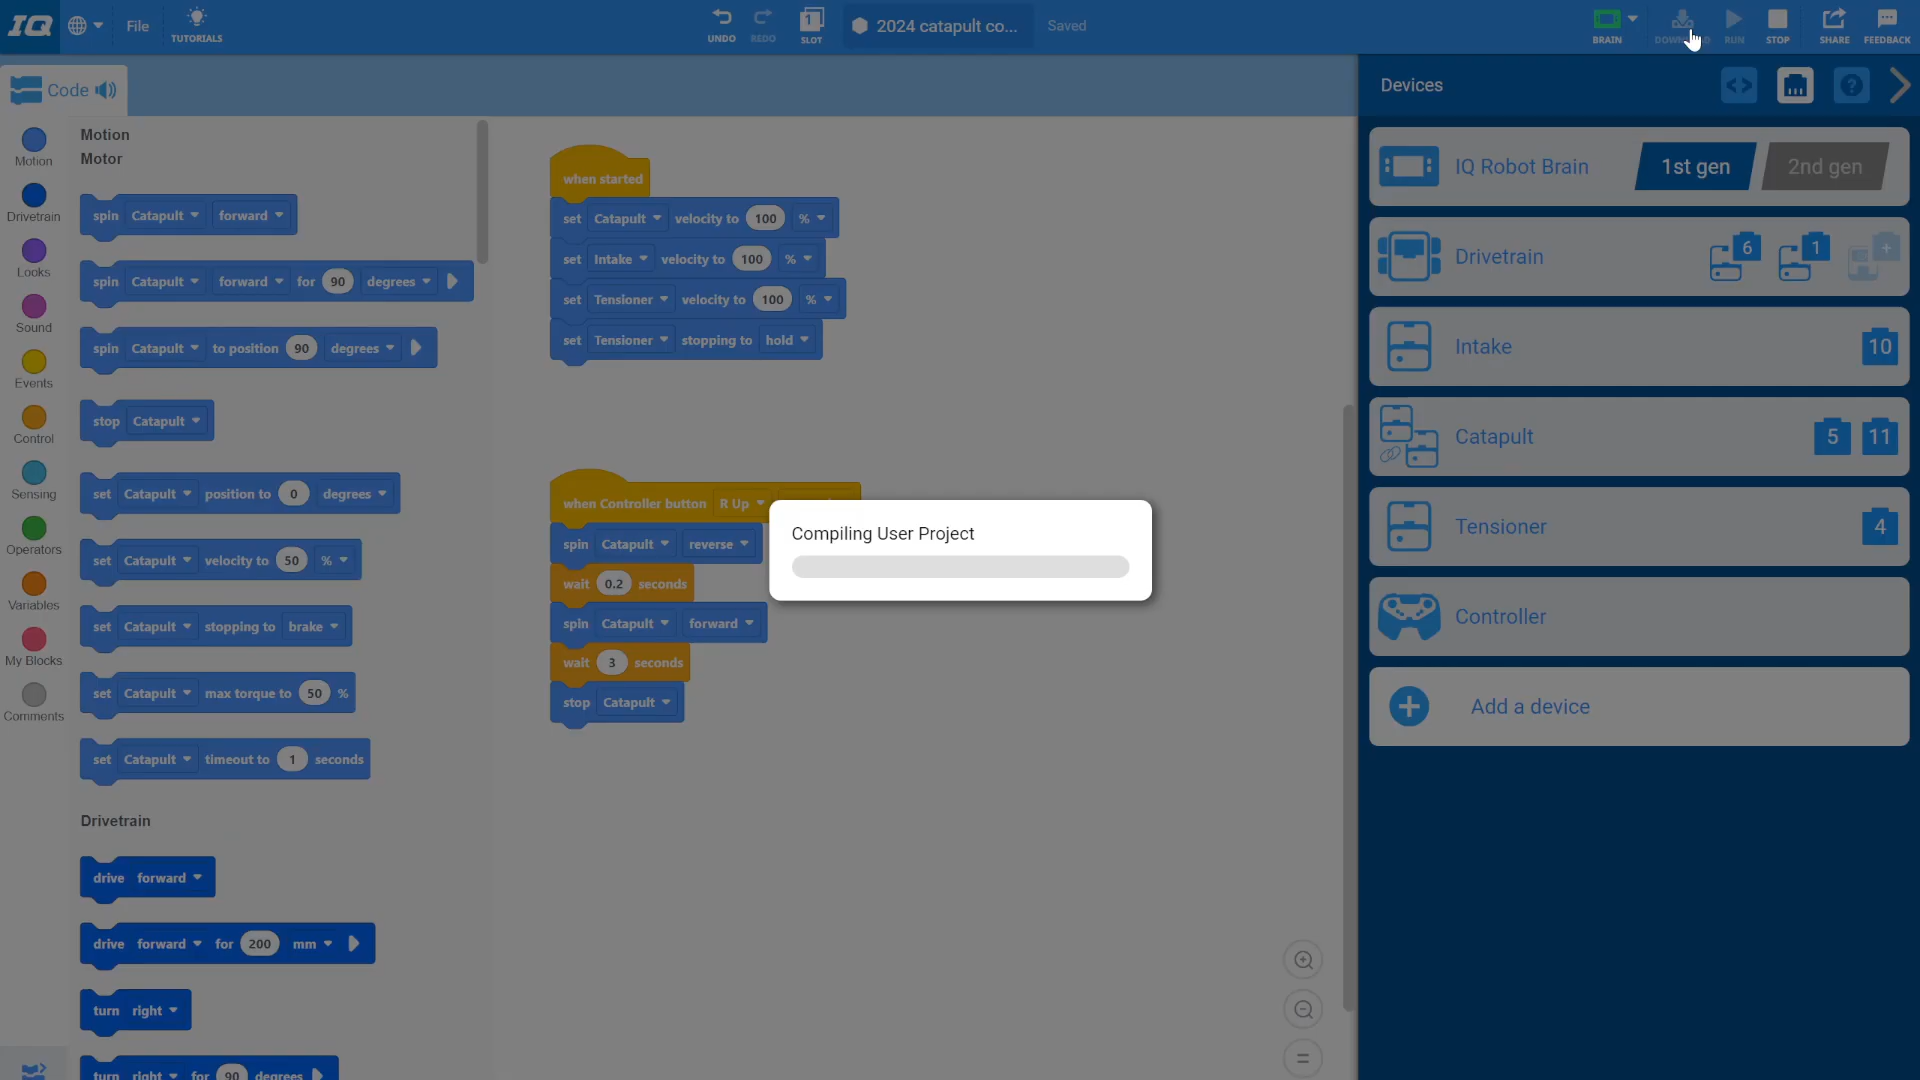 IQ
File
TUTORIALS
UNDO
REDO
1
SLOT
2024 catapult co...
Saved
BRAIN
RUN
STOP
SHARE
FEEDBACK
Code
Devices
Motion
Drivetrain
Looks
Sound
Events
Control
Sensing
Operators
Variables
My Blocks
Comments
Motion
Motor
spin Catapult forward
spin Catapult forward for 90 degrees
spin Catapult to position 90 degrees
stop Catapult
set Catapult position to 0 degrees
set Catapult velocity to 50 %
set Catapult stopping to brake
set Catapult max torque to 50 %
set Catapult timeout to 1 seconds
Drivetrain
drive forward
drive forward for 200 mm
turn right
turn right for 90 degrees
when started
set Catapult velocity to 100 %
set Intake velocity to 100 %
set Tensioner velocity to 100 %
set Tensioner stopping to hold
when Controller button R Up
spin Catapult reverse
wait 0.2 seconds
spin Catapult forward
wait 3 seconds
stop Catapult
Compiling User Project
IQ Robot Brain 1st gen 2nd gen
Drivetrain 6 1
Intake 10
Catapult 5 11
Tensioner 4
Controller
Add a device